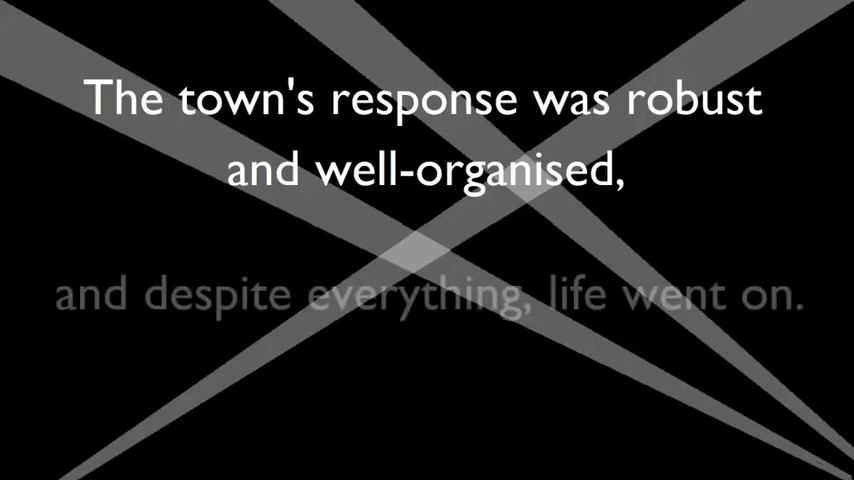 The town's response was robust
and well-organised,
and despite everything, life went on.